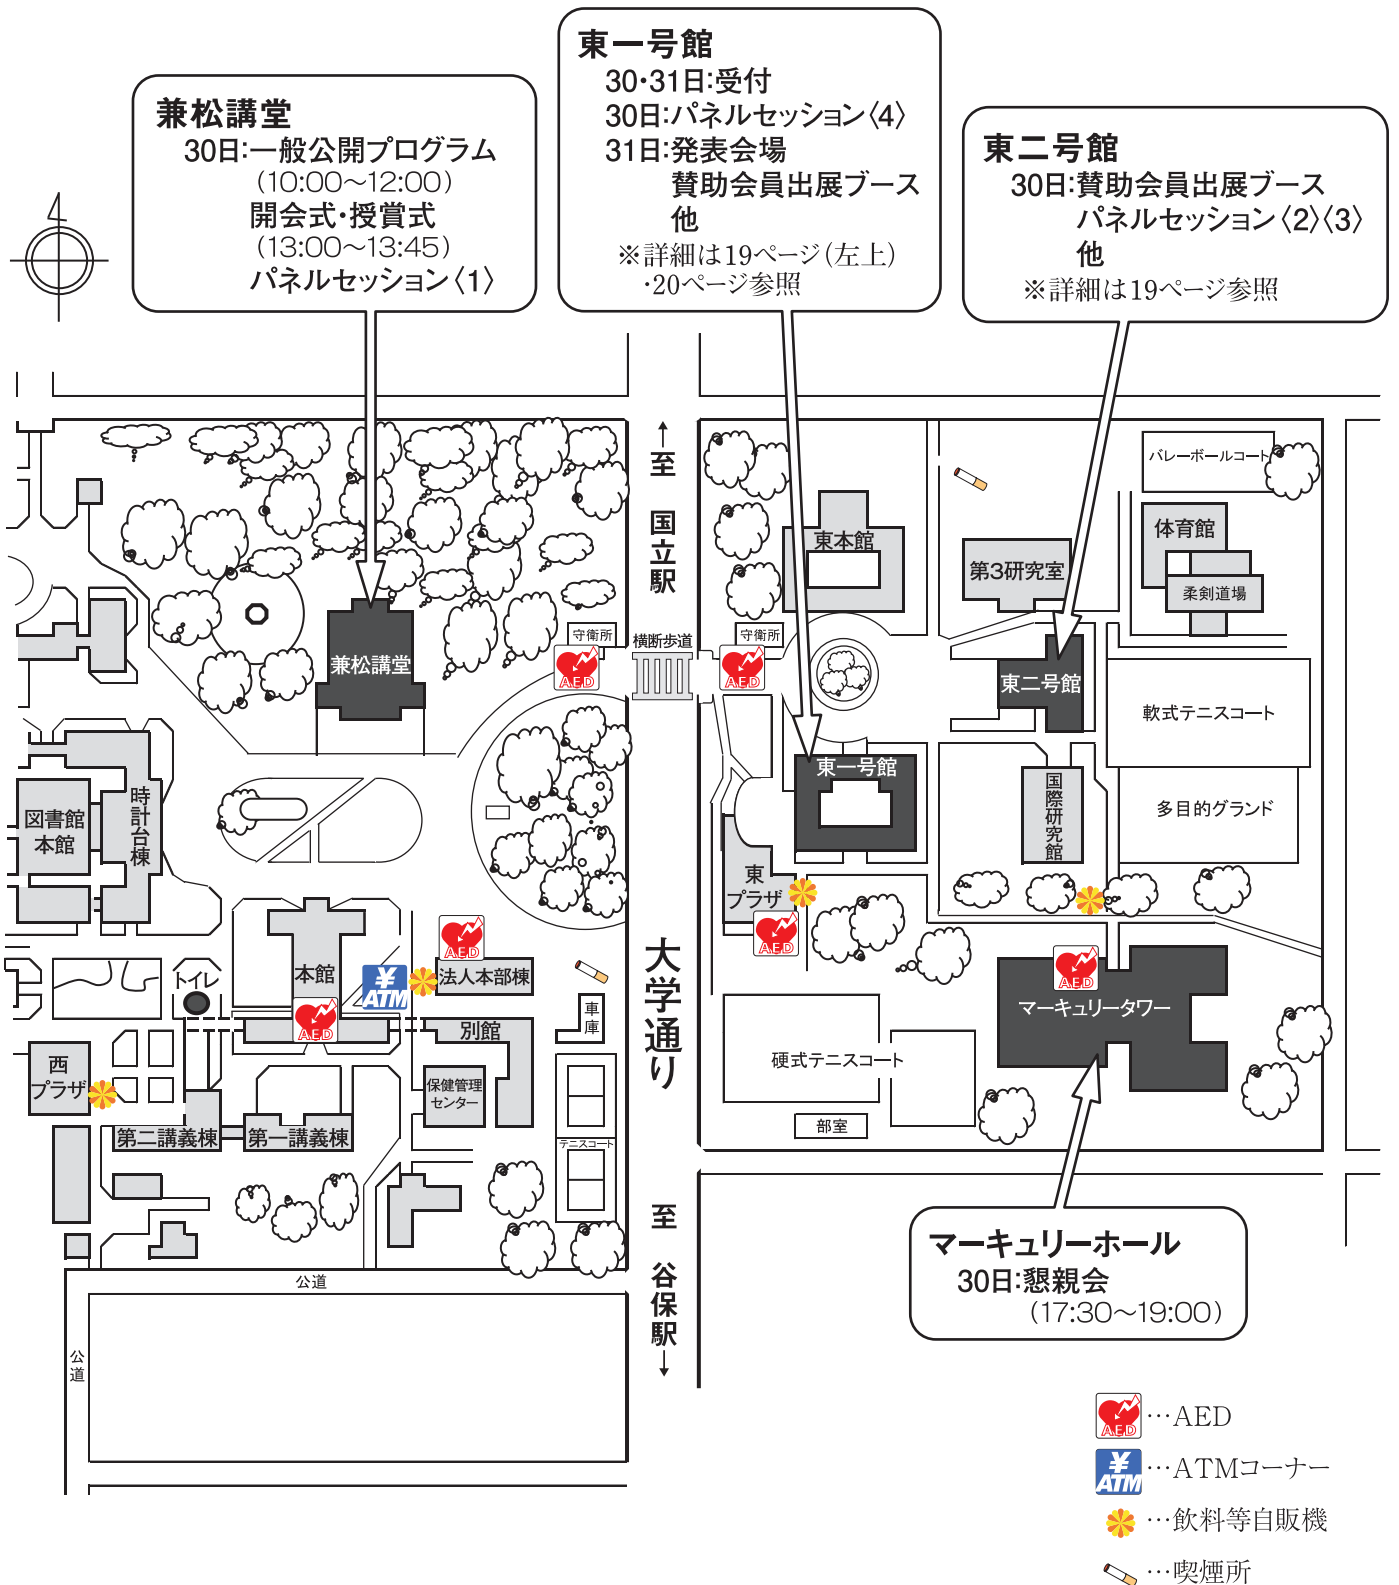 東一号館
30・31日:受付
30日:パネルセッション〈4〉
31日:発表会場
賛助会員出展ブース
他
※詳細は19ページ(左上)
・20ページ参照
兼松講堂
30日:一般公開プログラム
(10:00〜12:00)
開会式・授賞式
(13:00〜13:45)
パネルセッション〈1〉
東二号館
30日:賛助会員出展ブース
パネルセッション〈2〉〈3〉
他
※詳細は19ページ参照
↑至 国立駅
バレーボールコート
体育館
柔剣道場
東本館
第3研究室
守衛所
AED
横断歩道
守衛所
AED
兼松講堂
東二号館
軟式テニスコート
東一号館
国際研究館
多目的グランド
図書館
本館
時計台棟
東
プラザ
AED
大学通り
本館
AED
¥
ATM
AED
法人本部棟
トイレ
別館
車庫
AED
マーキュリータワー
硬式テニスコート
部室
西
プラザ
保健管理
センター
第二講義棟
第一講義棟
テニスコート
至 谷保駅↓
公道
公道
マーキュリーホール
30日:懇親会
(17:30〜19:00)
AED …AED
¥ATM …ATMコーナー
…飲料等自販機
…喫煙所